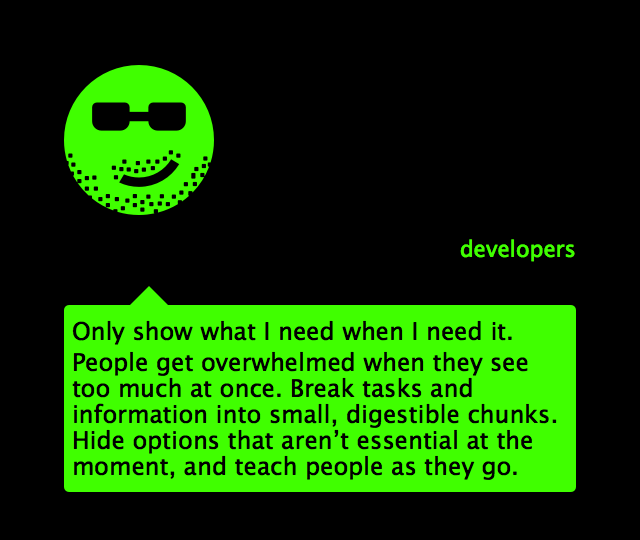 developers
Only show what I need when I need it.
People get overwhelmed when they see
too much at once. Break tasks and
information into small, digestible chunks.
Hide options that aren’t essential at the
moment, and teach people as they go.